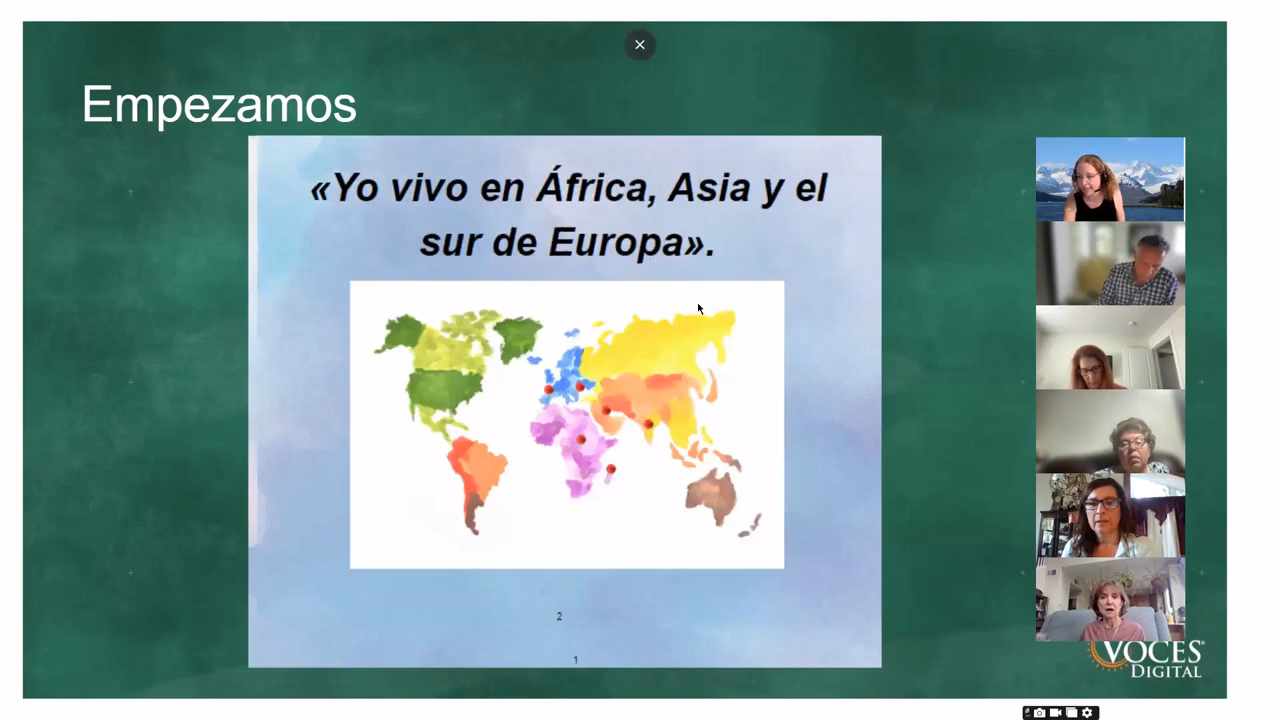 Empezamos
«Yo vivo en África, Asia y el
sur de Europa».
2
1
VOCES
DIGITAL